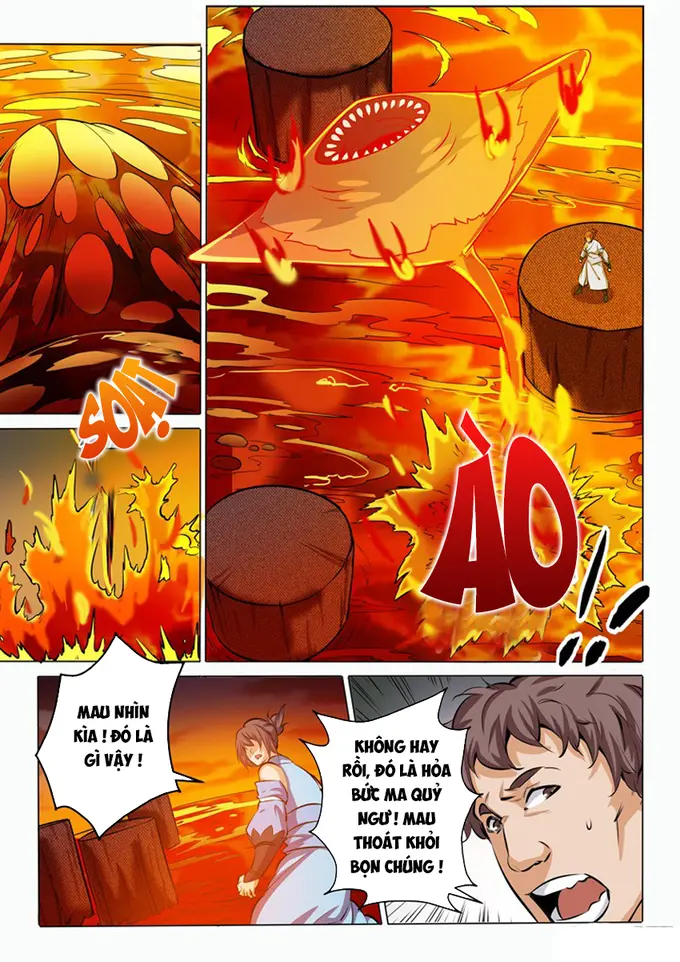 SOẠT
ÀO
!!
MAU NHÌN
KÌA ! ĐÓ LÀ
GÌ VẬY !
KHÔNG HAY
RỒI, ĐÓ LÀ HỎA
BỨC MA QUỶ
NGƯ ! MAU
THOÁT KHỎI
BỌN CHÚNG !